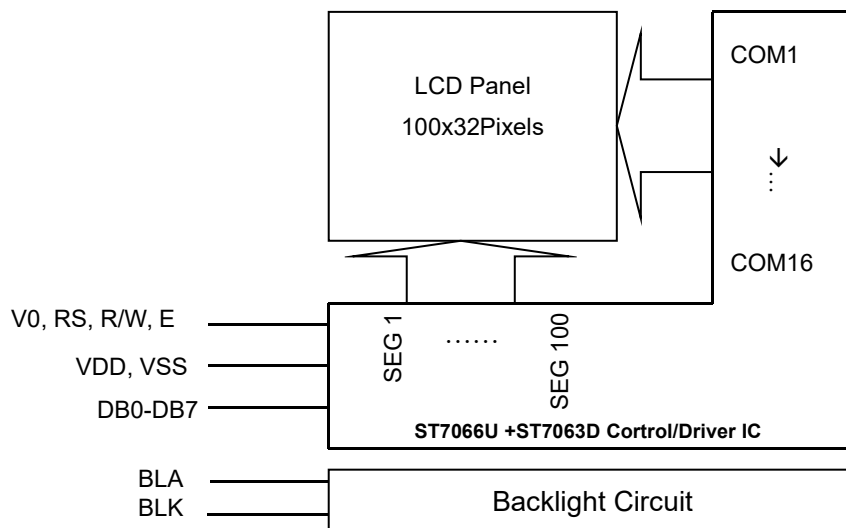 LCD Panel
100x32Pixels
COM1
...
COM16
V0, RS, R/W, E
VDD, VSS
DB0-DB7
SEG 1
......
SEG 100
ST7066U +ST7063D Cortrol/Driver IC
BLA
BLK
Backlight Circuit